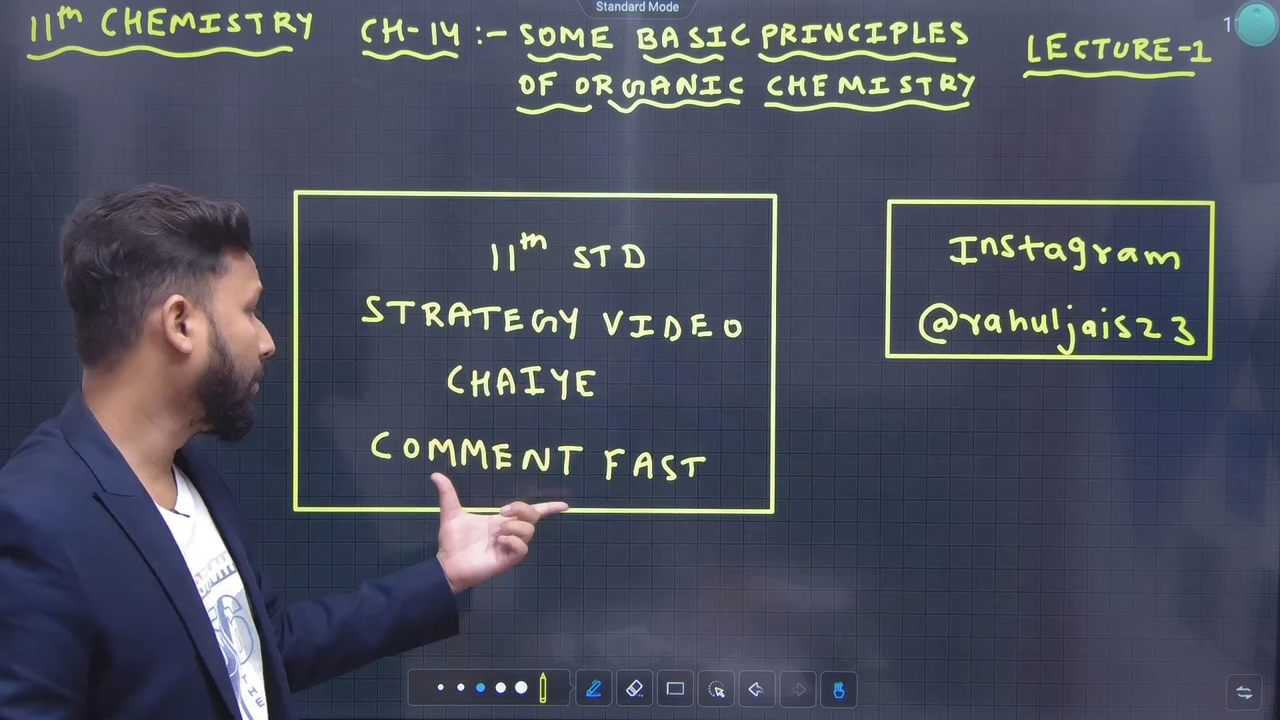 Standard Mode
11th CHEMISTRY CH-14 :- SOME BASIC PRINCIPLES
OF ORGANIC CHEMISTRY
LECTURE-1
11th STD
STRATEGY VIDEO
CHAIYE
COMMENT FAST
Instagram
@rahuljais23
THE